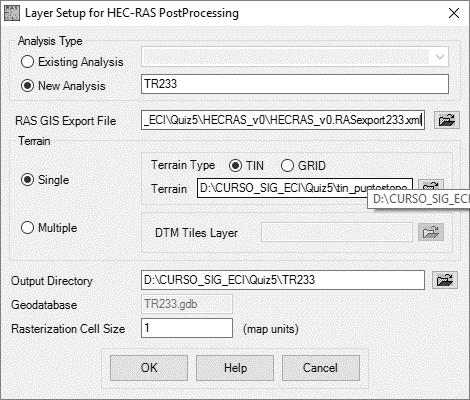 Layer Setup for HEC-RAS PostProcessing
Analysis Type
Existing Analysis
New Analysis TR233
RAS GIS Export File _ECI\Quiz5\HECRAS_v0\HECRAS_v0.RASexport233.xml
Terrain
Single
Terrain Type TIN GRID
Terrain D:\CURSO_SIG_ECI\Quiz5\tin_puntostopo
D:\CURSO_SIG_ECI
Multiple
DTM Tiles Layer
Output Directory D:\CURSO_SIG_ECI\Quiz5\TR233
Geodatabase TR233.gdb
Rasterization Cell Size 1 (map units)
OK Help Cancel